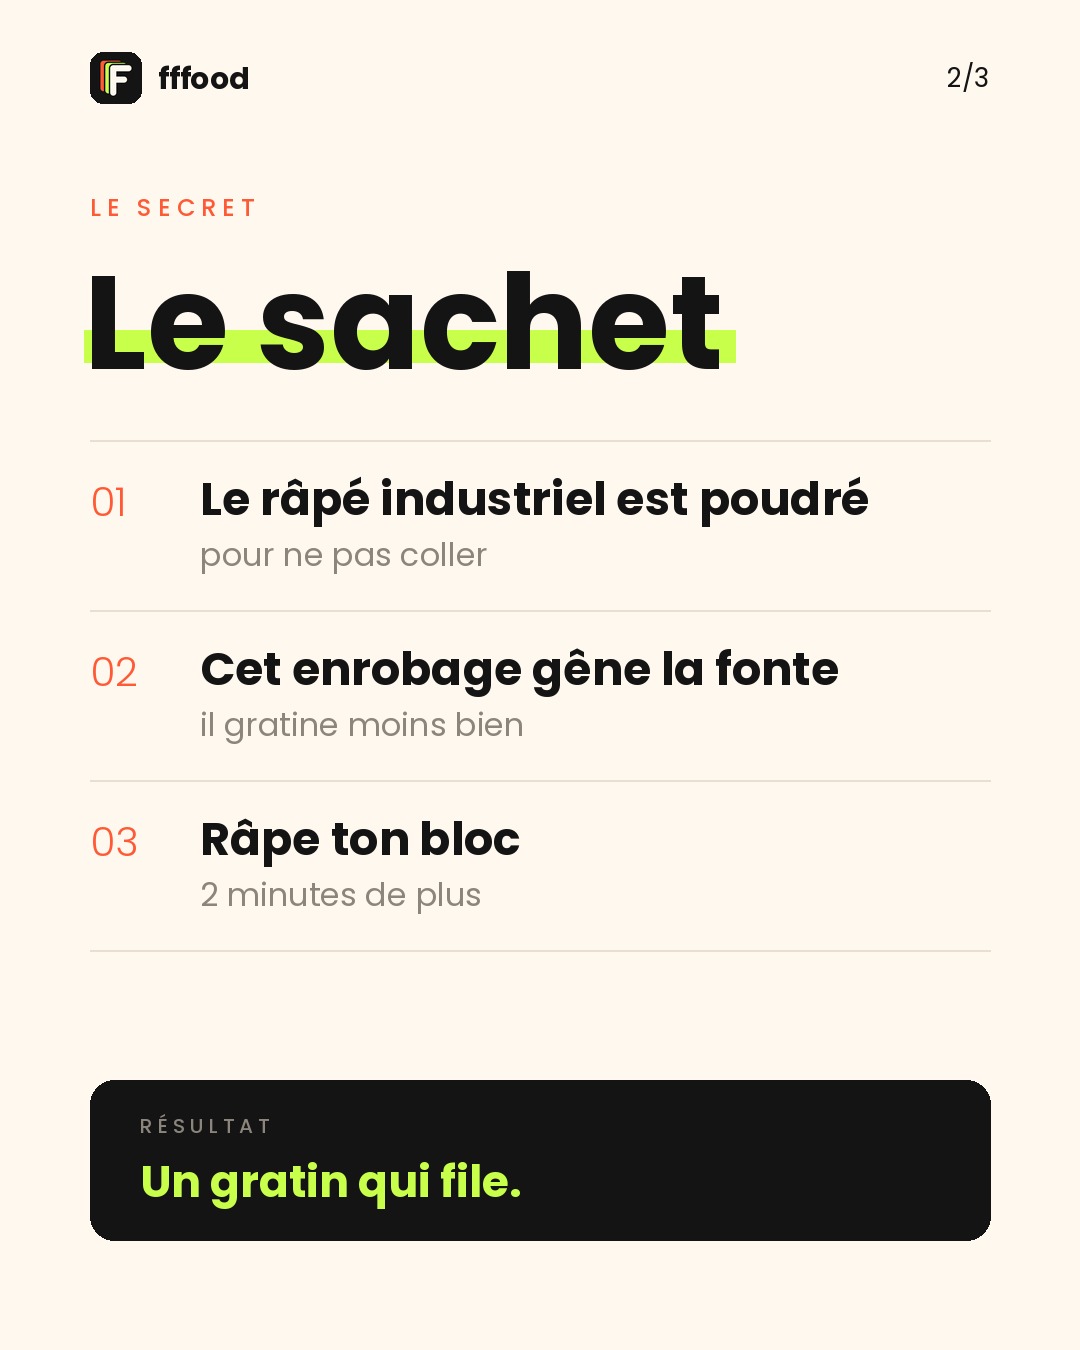 fffood
2/3
LE SECRET
Le sachet
01
Le râpé industriel est poudré
pour ne pas coller
02
Cet enrobage gêne la fonte
il gratine moins bien
03
Râpe ton bloc
2 minutes de plus
RÉSULTAT
Un gratin qui file.